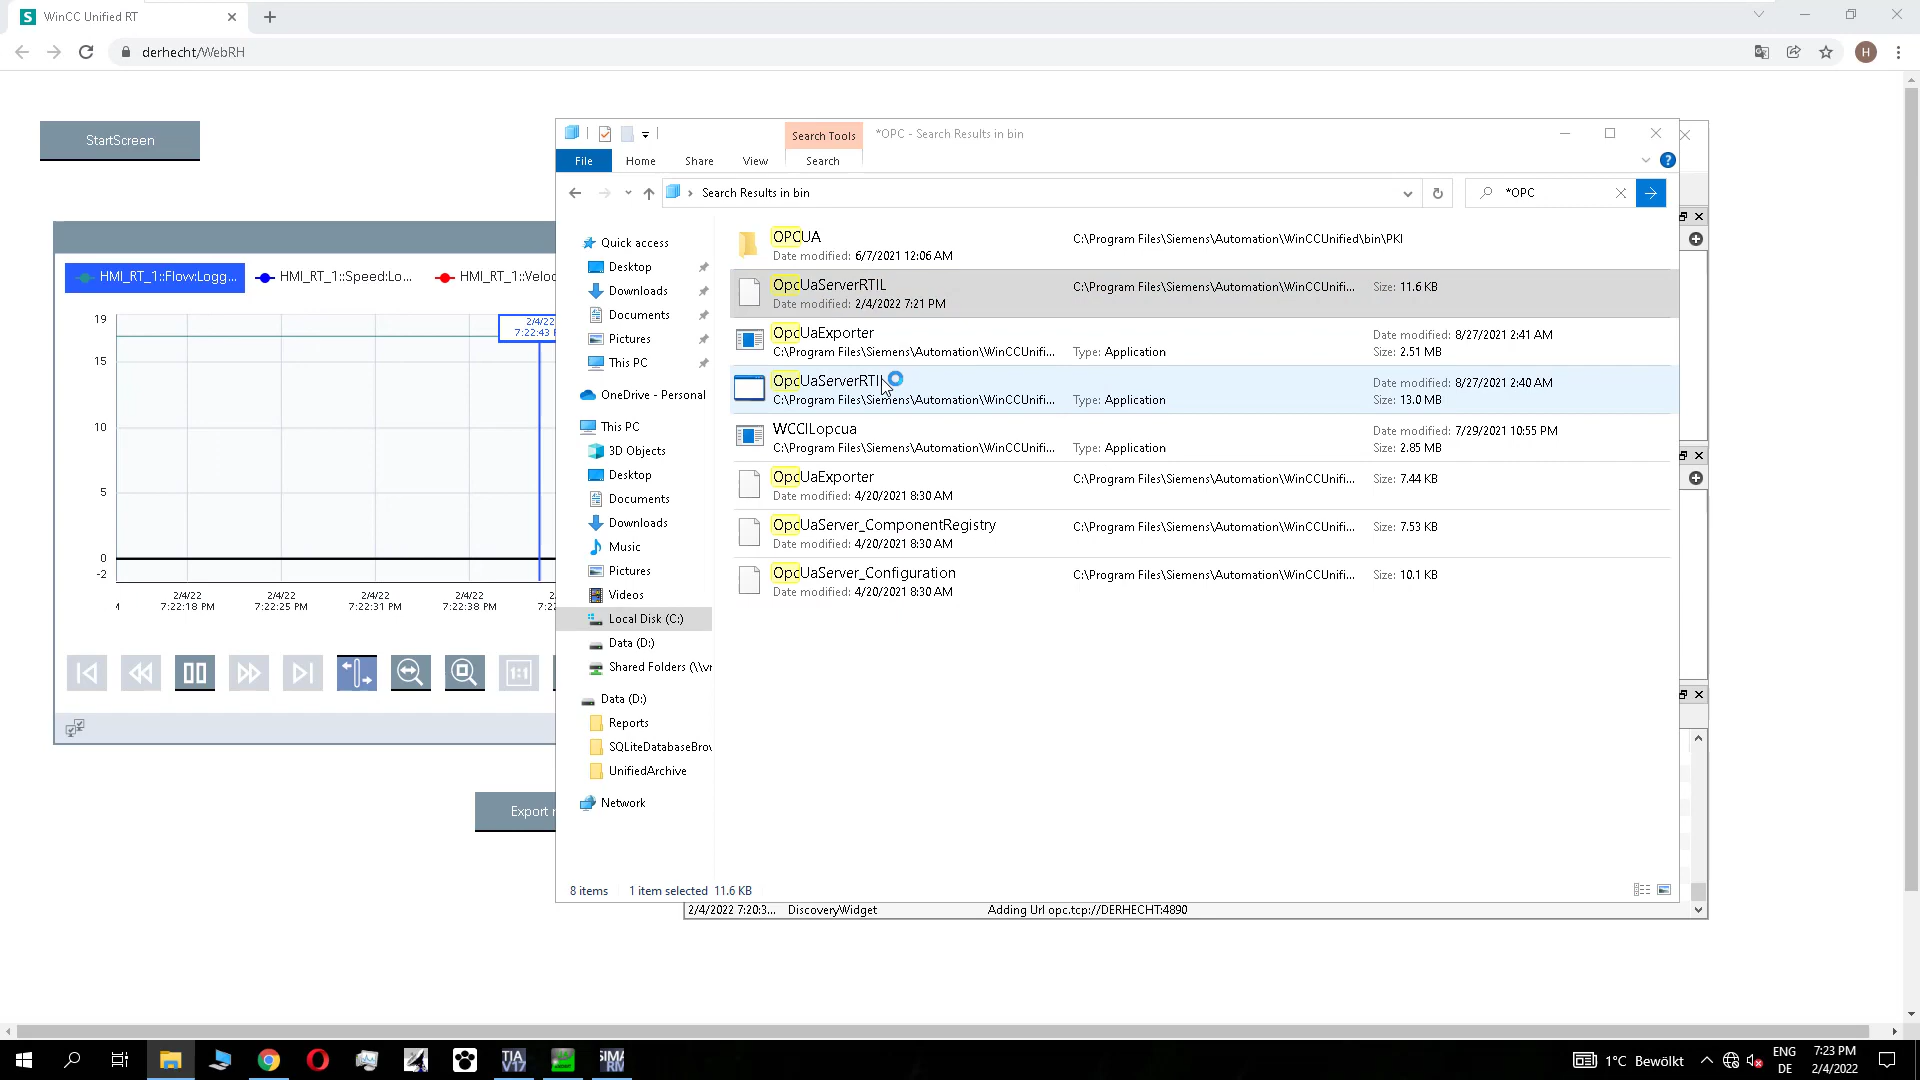 WinCC Unified RT
derhecht/WebRH
StartScreen
Search Tools
*OPC - Search Results in bin
File
Home
Share
View
Search
Search Results in bin
*OPC
HMI_RT_1::Flow:Logg...
HMI_RT_1::Speed:Lo...
HMI_RT_1::Veloc
19
15
10
5
0
-2
2/4/22
7:22:43
4
2/4/22
7:22:18 PM
2/4/22
7:22:25 PM
2/4/22
7:22:31 PM
2/4/22
7:22:38 PM
1:1
Export
Quick access
Desktop
Downloads
Documents
Pictures
This PC
OneDrive - Personal
This PC
3D Objects
Desktop
Documents
Downloads
Music
Pictures
Videos
Local Disk (C:)
Data (D:)
Shared Folders (\\vr
Data (D:)
Reports
SQLiteDatabaseBrov
UnifiedArchive
Network
OPCUA
Date modified: 6/7/2021 12:06 AM
C:\Program Files\Siemens\Automation\WinCCUnified\bin\PKI
OpcUaServerRTIL
Date modified: 2/4/2022 7:21 PM
C:\Program Files\Siemens\Automation\WinCCUnifi...
Size: 11.6 KB
OpcUaExporter
C:\Program Files\Siemens\Automation\WinCCUnifi...
Type: Application
Date modified: 8/27/2021 2:41 AM
Size: 2.51 MB
OpcUaServerRTIL
C:\Program Files\Siemens\Automation\WinCCUnifi...
Type: Application
Date modified: 8/27/2021 2:40 AM
Size: 13.0 MB
WCCILopcua
C:\Program Files\Siemens\Automation\WinCCUnifi...
Type: Application
Date modified: 7/29/2021 10:55 PM
Size: 2.85 MB
OpcUaExporter
Date modified: 4/20/2021 8:30 AM
C:\Program Files\Siemens\Automation\WinCCUnifi...
Size: 7.44 KB
OpcUaServer_ComponentRegistry
Date modified: 4/20/2021 8:30 AM
C:\Program Files\Siemens\Automation\WinCCUnifi...
Size: 7.53 KB
OpcUaServer_Configuration
Date modified: 4/20/2021 8:30 AM
C:\Program Files\Siemens\Automation\WinCCUnifi...
Size: 10.1 KB
8 items
1 item selected 11.6 KB
2/4/2022 7:20:3...
DiscoveryWidget
Adding Url opc.tcp://DERHECHT:4890
TIA
V17
1°C Bewölkt
ENG
DE
7:23 PM
2/4/2022